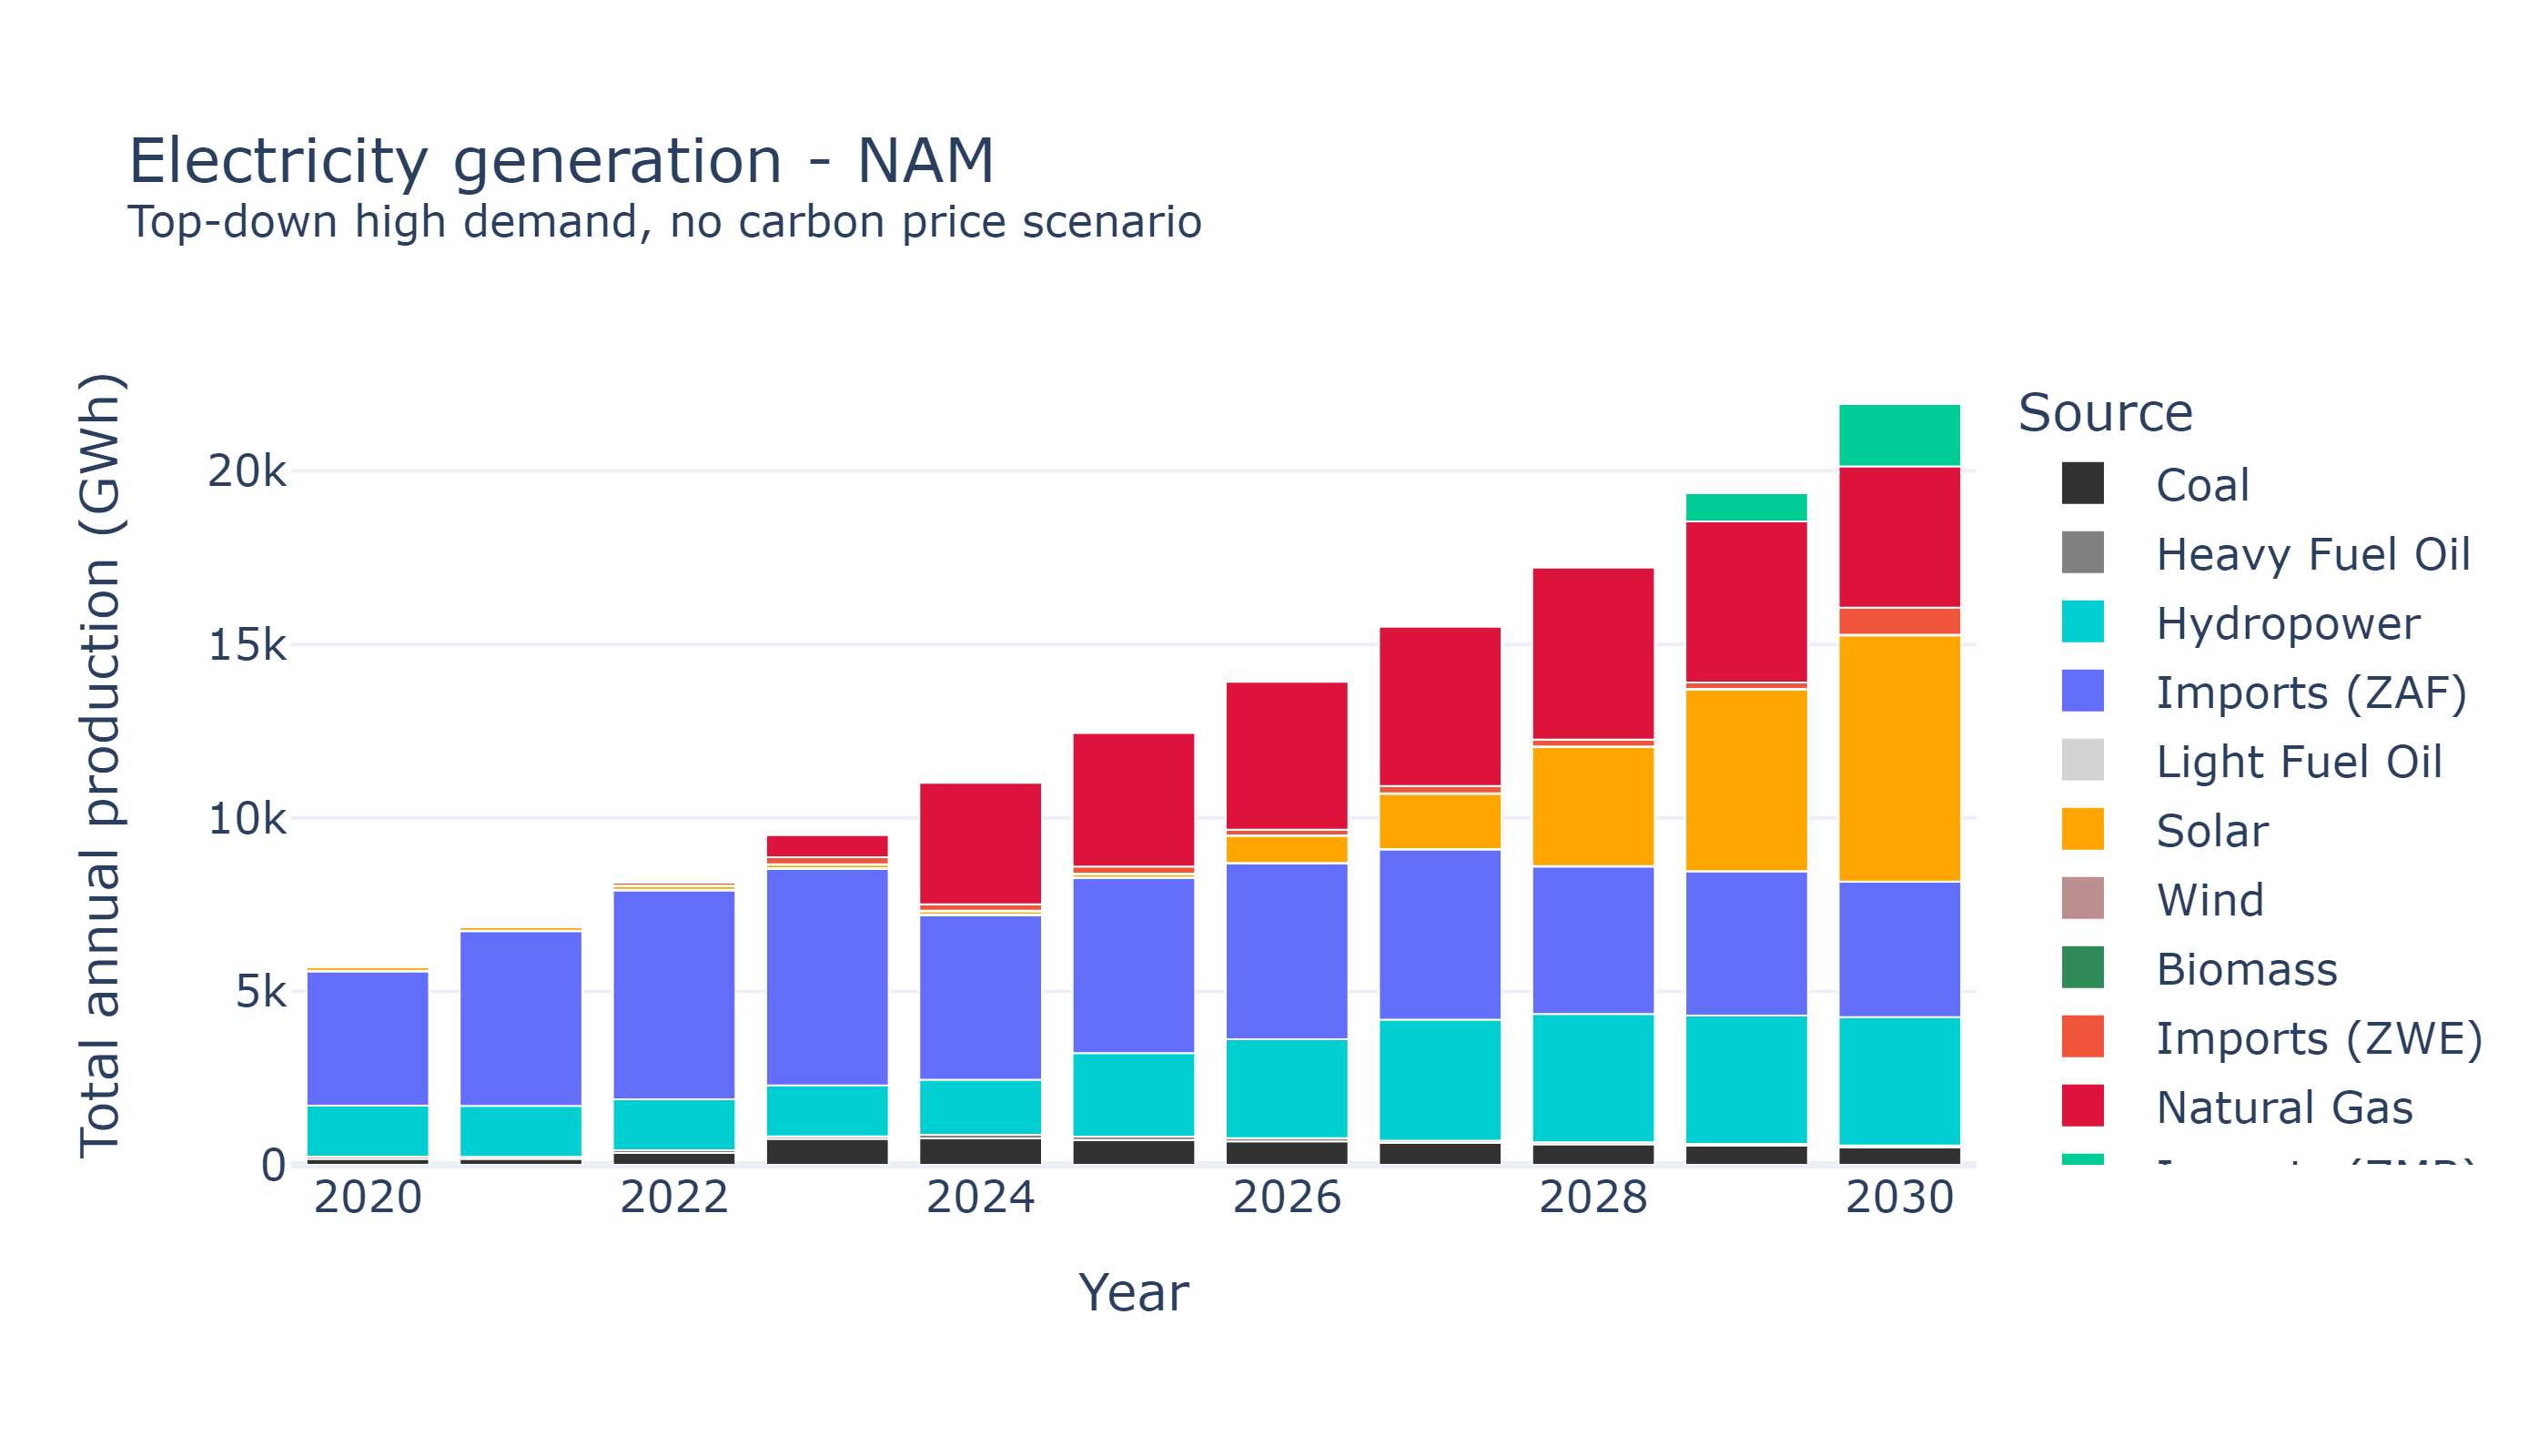 Electricity generation - NAM
Top-down high demand, no carbon price scenario
Total annual production (GWh)
20k
15k
10k
5k
0
2020
2022
2024
2026
2028
2030
Year
Source
Coal
Heavy Fuel Oil
Hydropower
Imports (ZAF)
Light Fuel Oil
Solar
Wind
Biomass
Imports (ZWE)
Natural Gas